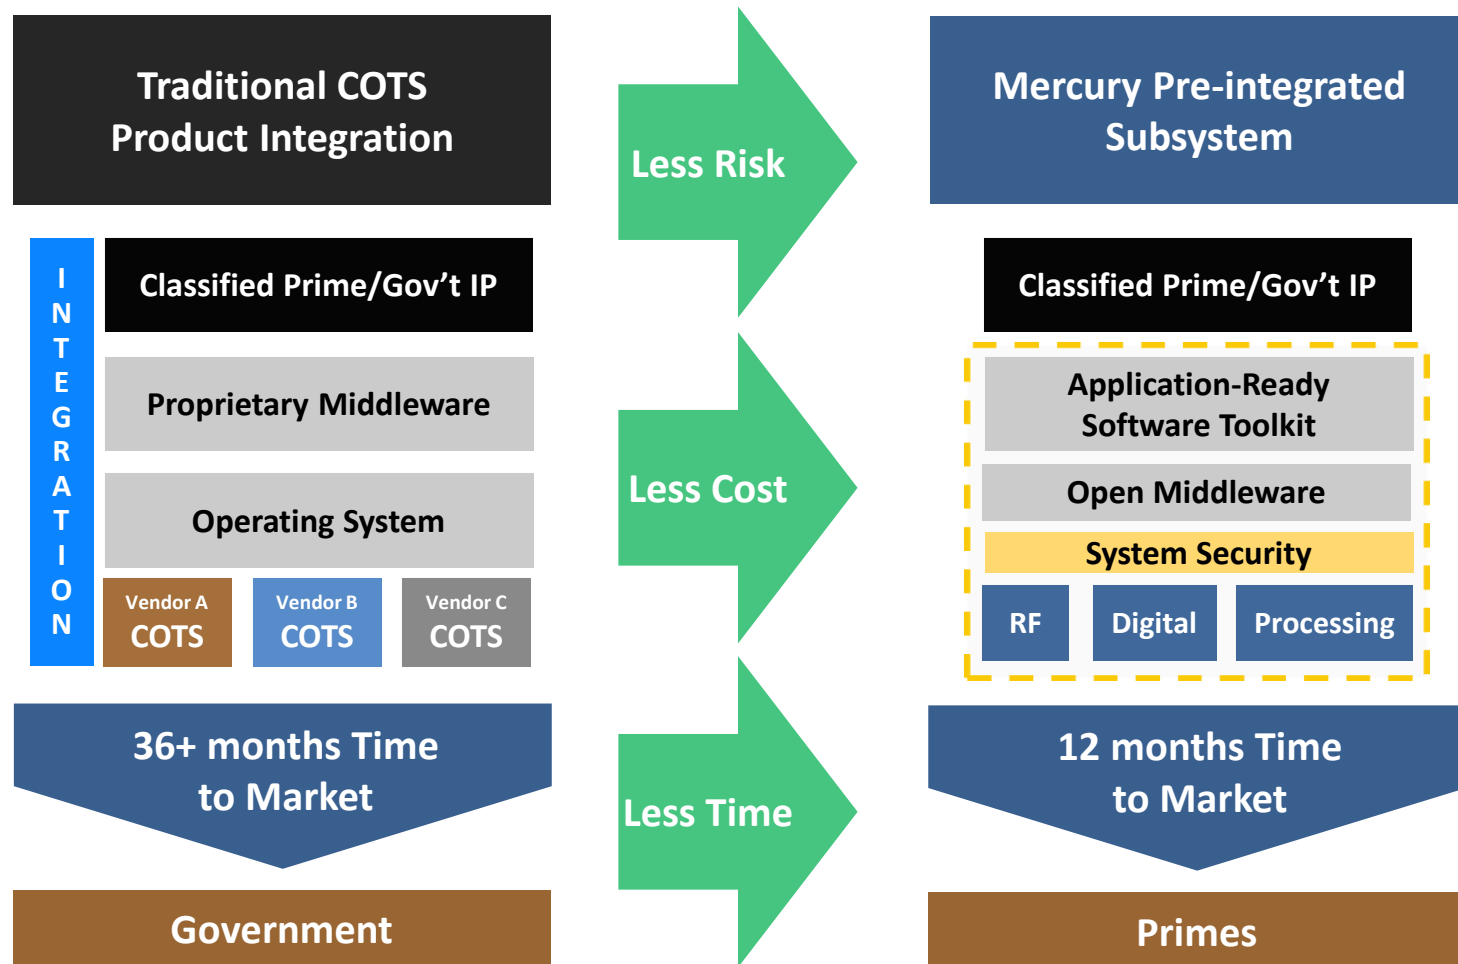 Traditional COTS
Product Integration
INTEGRATION
Classified Prime/Gov't IP
Proprietary Middleware
Operating System
Vendor A
COTS
Vendor B
COTS
Vendor C
COTS
36+ months Time
to Market
Government
Less Risk
Less Cost
Less Time
Mercury Pre-integrated
Subsystem
Classified Prime/Gov't IP
Application-Ready
Software Toolkit
Open Middleware
System Security
RF
Digital
Processing
12 months Time
to Market
Primes